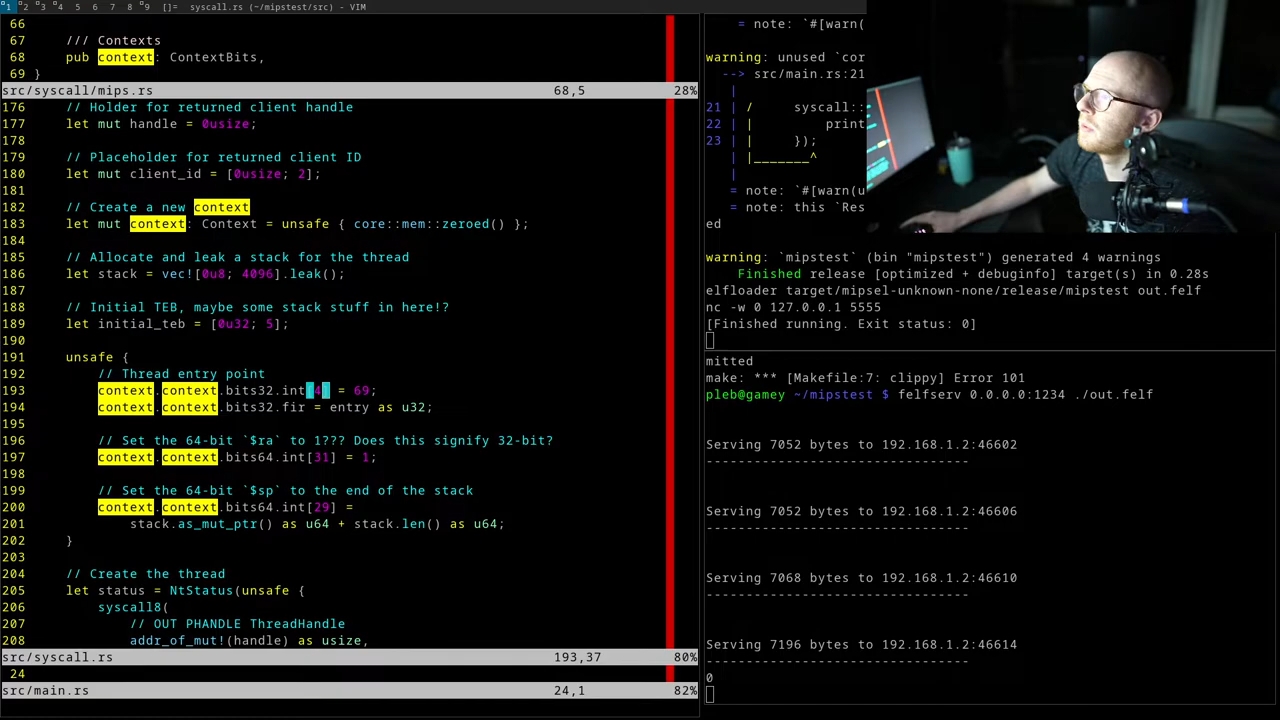 1 2 3 4 5 6 7 8 9 []= syscall.rs (~/mipstest/src) - VIM
66
67 /// Contexts
68 pub context: ContextBits,
69 }
src/syscall/mips.rs 68,5 28%
176 // Holder for returned client handle
177 let mut handle = 0usize;
178
179 // Placeholder for returned client ID
180 let mut client_id = [0usize; 2];
181
182 // Create a new context
183 let mut context: Context = unsafe { core::mem::zeroed() };
184
185 // Allocate and leak a stack for the thread
186 let stack = vec![0u8; 4096].leak();
187
188 // Initial TEB, maybe some stack stuff in here!?
189 let initial_teb = [0u32; 5];
190
191 unsafe {
192 // Thread entry point
193 context.context.bits32.int[4] = 69;
194 context.context.bits32.fir = entry as u32;
195
196 // Set the 64-bit `$ra` to 1??? Does this signify 32-bit?
197 context.context.bits64.int[31] = 1;
198
199 // Set the 64-bit `$sp` to the end of the stack
200 context.context.bits64.int[29] =
201 stack.as_mut_ptr() as u64 + stack.len() as u64;
202 }
203
204 // Create the thread
205 let status = NtStatus(unsafe {
206 syscall8(
207 // OUT PHANDLE ThreadHandle
208 addr_of_mut!(handle) as usize,
src/syscall.rs 193,37 80%
24
src/main.rs 24,1 82%
= note: `#[warn(
warning: unused `cor
--> src/main.rs:21
|
21 | / syscall::
22 | | print
23 | | });
| |_______^
|
= note: `#[warn(u
= note: this `Res
ed
warning: `mipstest` (bin "mipstest") generated 4 warnings
Finished release [optimized + debuginfo] target(s) in 0.28s
elfloader target/mipsel-unknown-none/release/mipstest out.felf
nc -w 0 127.0.0.1 5555
[Finished running. Exit status: 0]
mitted
make: *** [Makefile:7: clippy] Error 101
pleb@gamey ~/mipstest $ felfserv 0.0.0.0:1234 ./out.felf
Serving 7052 bytes to 192.168.1.2:46602
---------------------------------
Serving 7052 bytes to 192.168.1.2:46606
---------------------------------
Serving 7068 bytes to 192.168.1.2:46610
---------------------------------
Serving 7196 bytes to 192.168.1.2:46614
---------------------------------
0